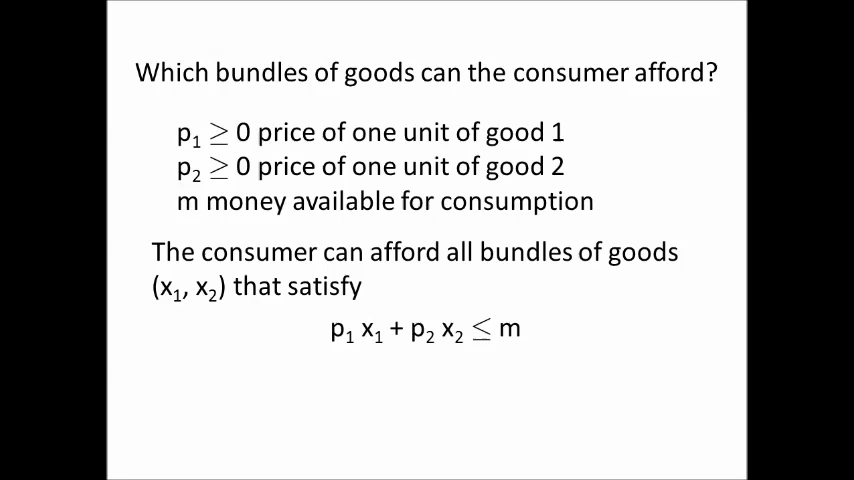 Which bundles of goods can the consumer afford?
p₁ ≥ 0 price of one unit of good 1
p₂ ≥ 0 price of one unit of good 2
m money available for consumption
The consumer can afford all bundles of goods
(x₁, x₂) that satisfy
p₁ x₁ + p₂ x₂ ≤ m